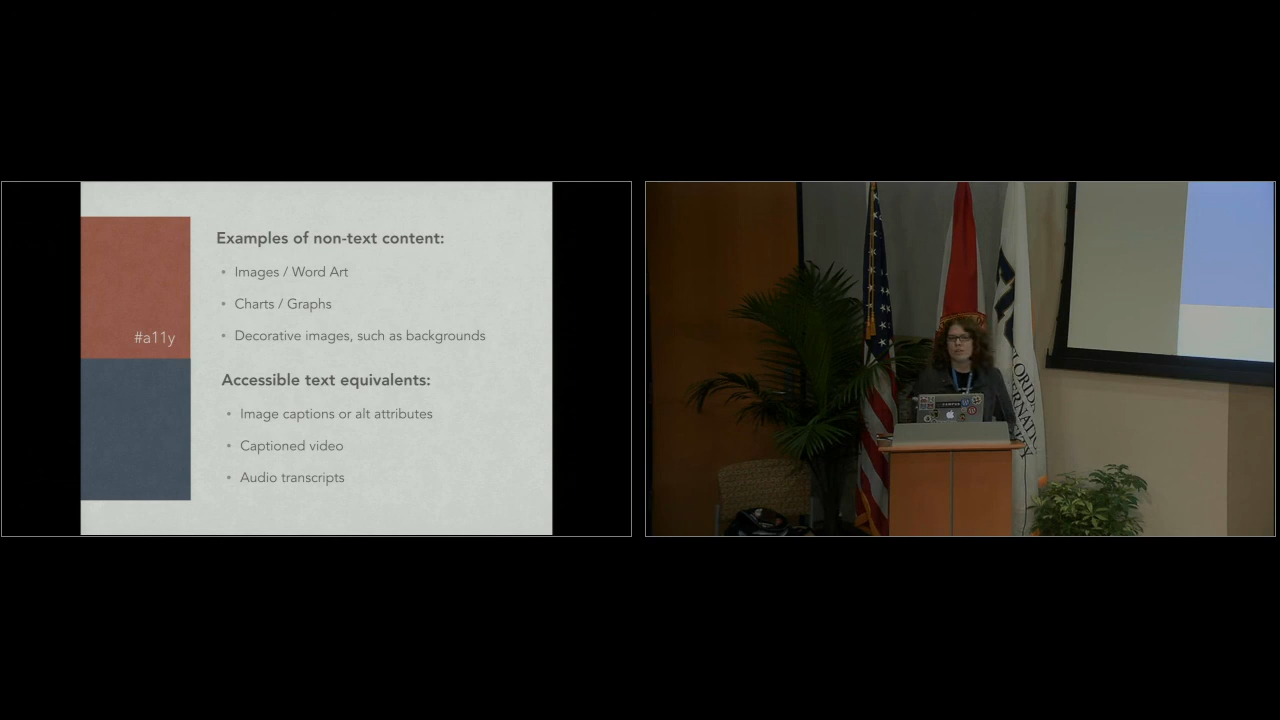 Examples of non-text content:
• Images / Word Art
• Charts / Graphs
• Decorative images, such as backgrounds
#a11y
Accessible text equivalents:
• Image captions or alt attributes
• Captioned video
• Audio transcripts
FLORIDA